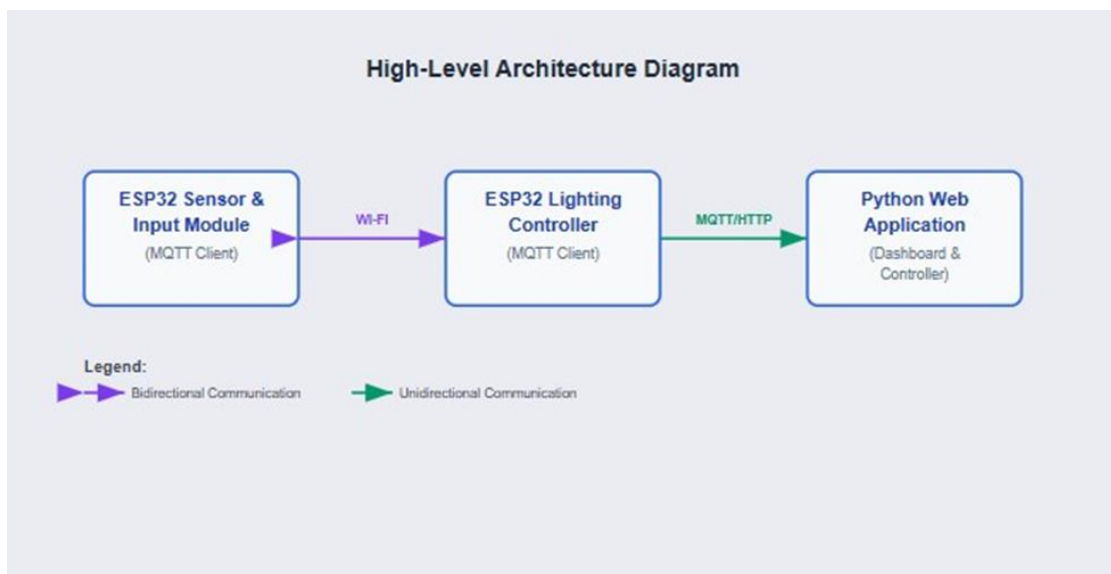 High-Level Architecture Diagram
ESP32 Sensor &
Input Module
(MQTT Client)
WI-FI
ESP32 Lighting
Controller
(MQTT Client)
MQTT/HTTP
Python Web
Application
(Dashboard &
Controller)
Legend:
Bidirectional Communication
Unidirectional Communication